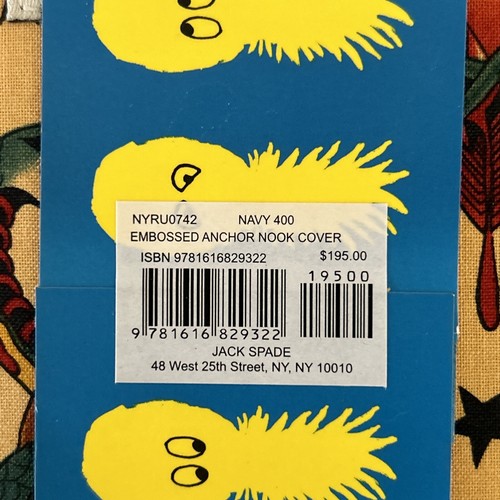 NYRU0742 NAVY 400
EMBOSSED ANCHOR NOOK COVER
ISBN 9781616829322 $195.00
19500
9 781616 829322
JACK SPADE
48 West 25th Street, NY, NY 10010